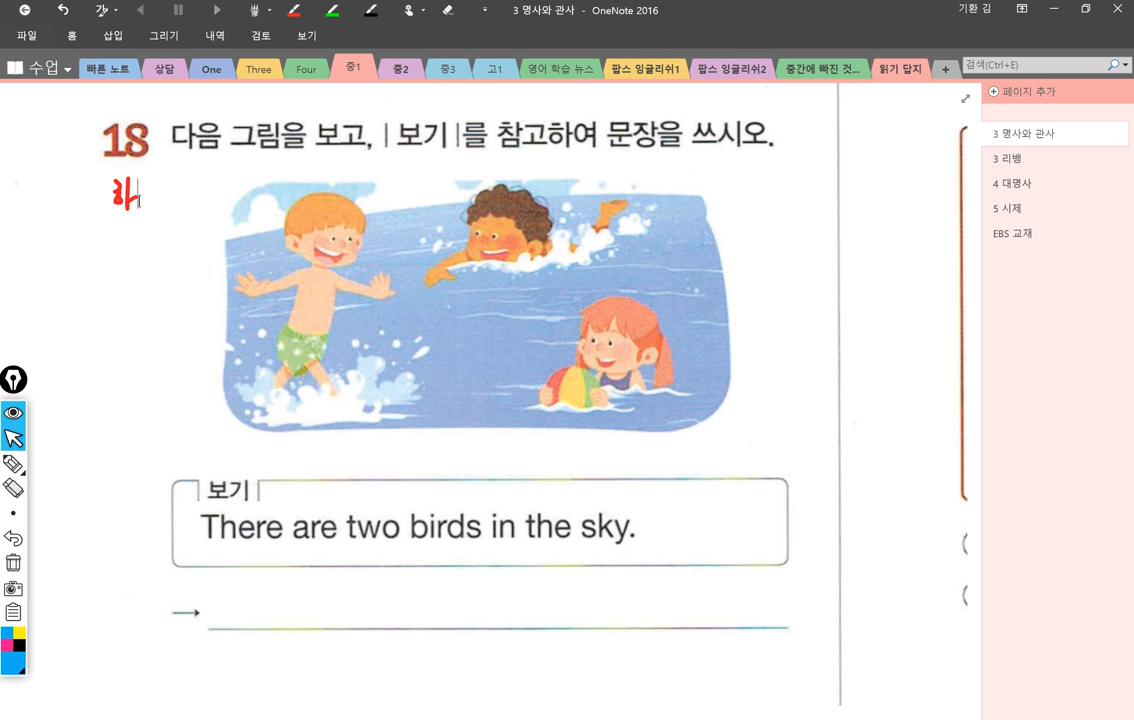 3 명사와 관사 - OneNote 2016
기환 김
파일 홈 삽입 그리기 내역 검토 보기
수업 빠른 노트 상담 One Three Four 중1 중2 중3 고1 영어 학습 뉴스 팝스 잉글리쉬1 팝스 잉글리쉬2 중간에 빠진 것... 읽기 답지 + 검색(Ctrl+E)
페이지 추가
3 명사와 관사
3 리뱅
4 대명사
5 시제
EBS 교재
18 다음 그림을 보고, |보기|를 참고하여 문장을 쓰시오.
하
보기
There are two birds in the sky.
→